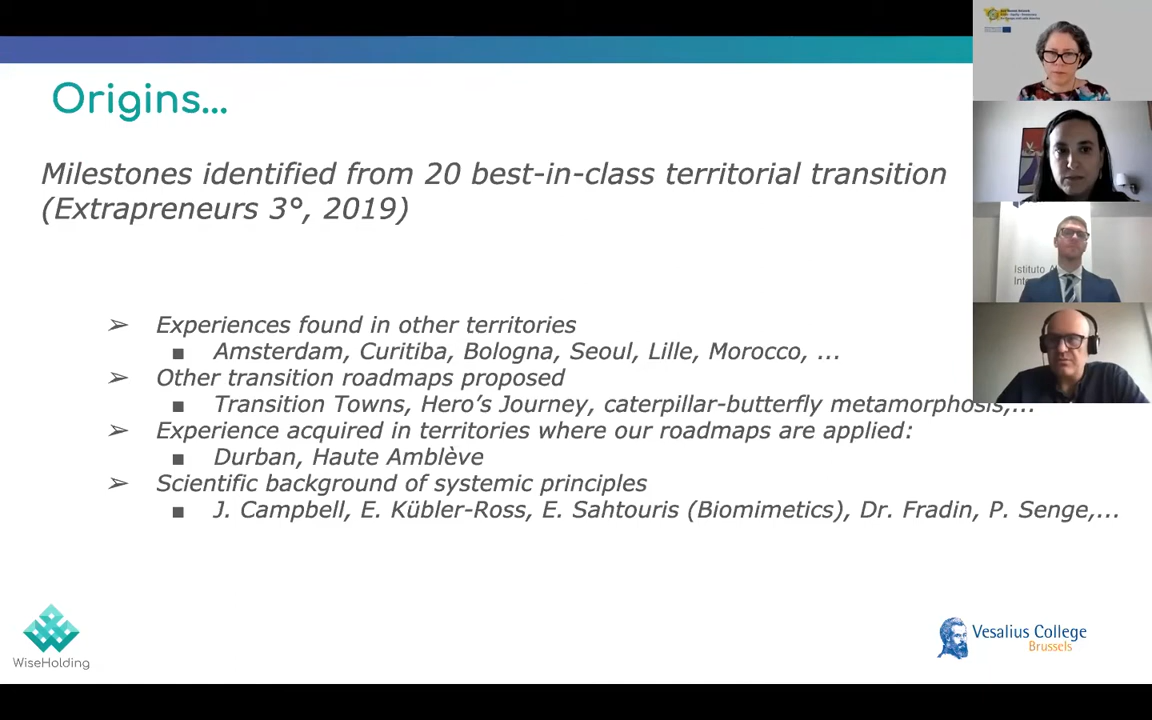 Origins...
Milestones identified from 20 best-in-class territorial transition
(Extrapreneurs 3°, 2019)
➢ Experiences found in other territories
▪ Amsterdam, Curitiba, Bologna, Seoul, Lille, Morocco, ...
➢ Other transition roadmaps proposed
▪ Transition Towns, Hero's Journey, caterpillar-butterfly metamorphosis,...
➢ Experience acquired in territories where our roadmaps are applied:
▪ Durban, Haute Amblève
➢ Scientific background of systemic principles
▪ J. Campbell, E. Kübler-Ross, E. Sahtouris (Biomimetics), Dr. Fradin, P. Senge,...
WiseHolding
Vesalius College
Brussels
Istituto